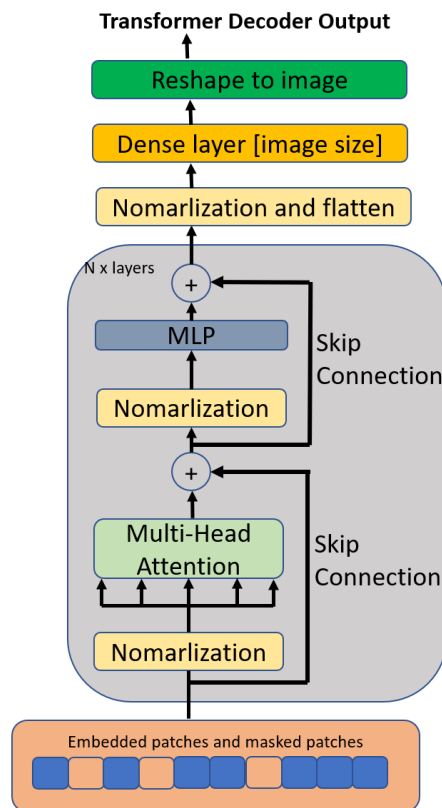 Transformer Decoder Output
Reshape to image
Dense layer [image size]
Nomarlization and flatten
N x layers
+
MLP
Skip
Connection
Nomarlization
+
Multi-Head
Attention
Skip
Connection
Nomarlization
Embedded patches and masked patches